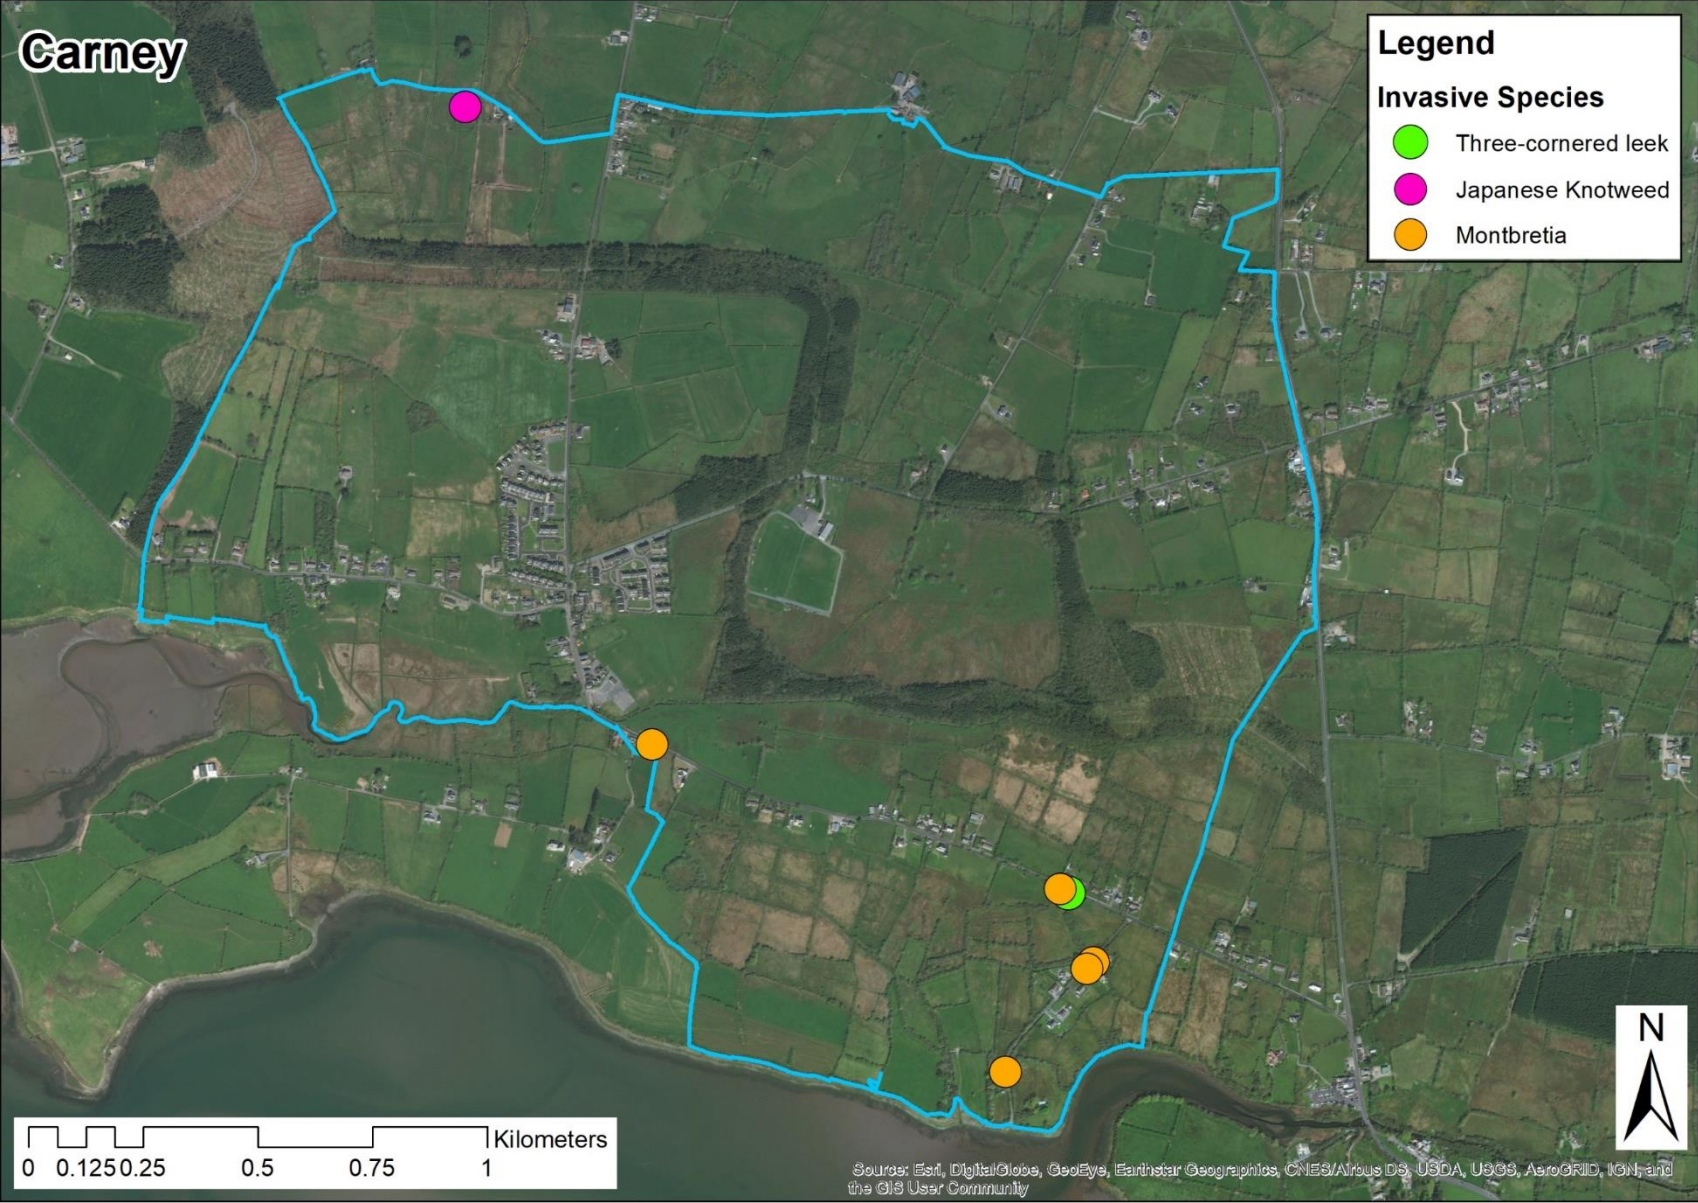 Carney
Legend
Invasive Species
Three-cornered leek
Japanese Knotweed
Montbretia
N
Kilometers
0 0.125 0.25 0.5 0.75 1
Source: Esri, DigitalGlobe, GeoEye, Earthstar Geographics, CNES/Airbus DS, USDA, USGS, AeroGRID, IGN, and
the GIS User Community